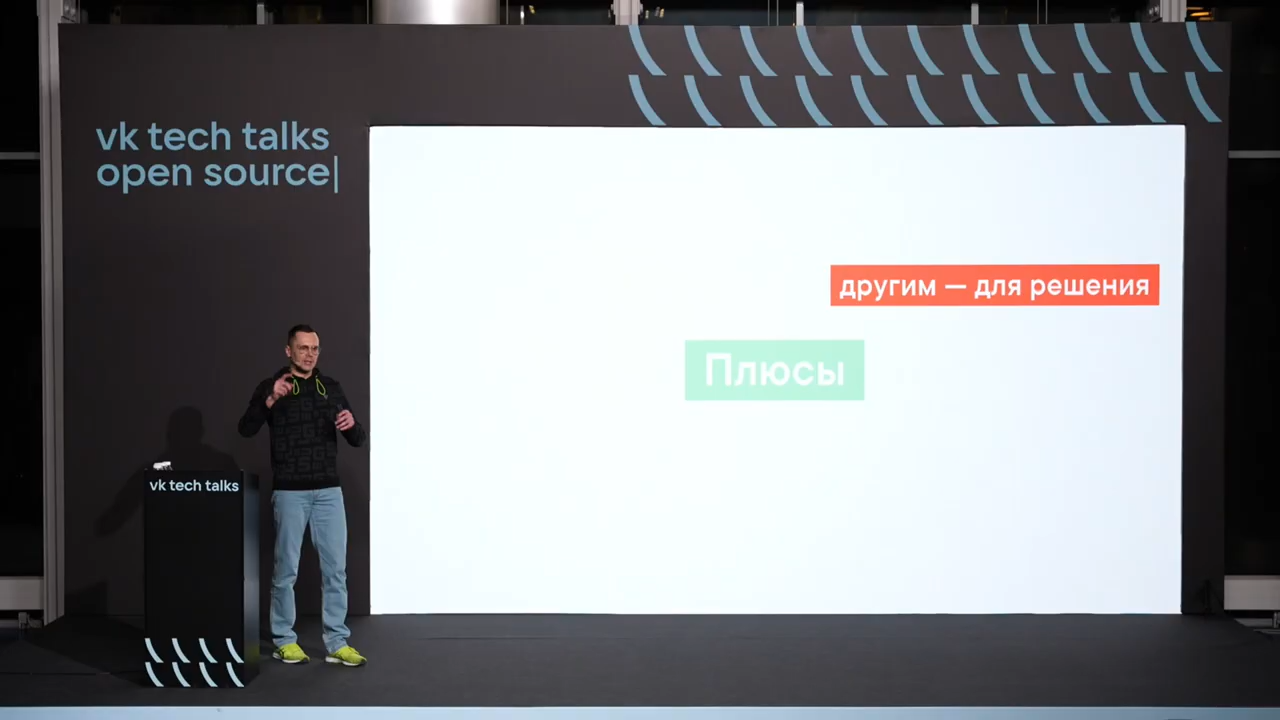 vk tech talks
open source|
другим — для решения
Плюсы
vk tech talks